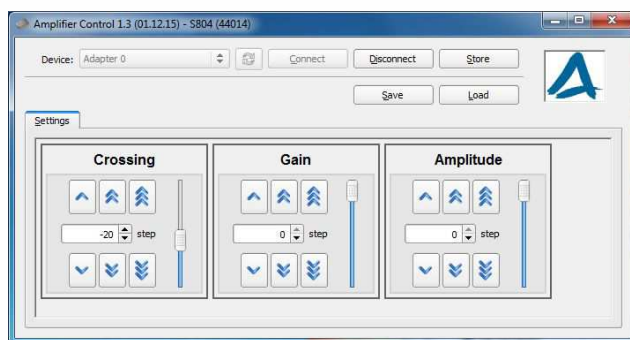 Amplifier Control 1.3 (01.12.15) - S804 (44014)
Device: Adapter 0 Connect Disconnect Store
Save Load
Settings
Crossing Gain Amplitude
-20 step 0 step 0 step